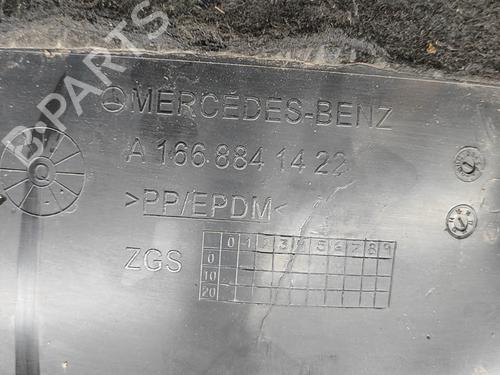 B-PARTS
MERCEDES-BENZ
A 166 884 14 22
>PP/EPDM<
ZGS
0 1 2 3 4 5 6 7 8 9
0
10
20